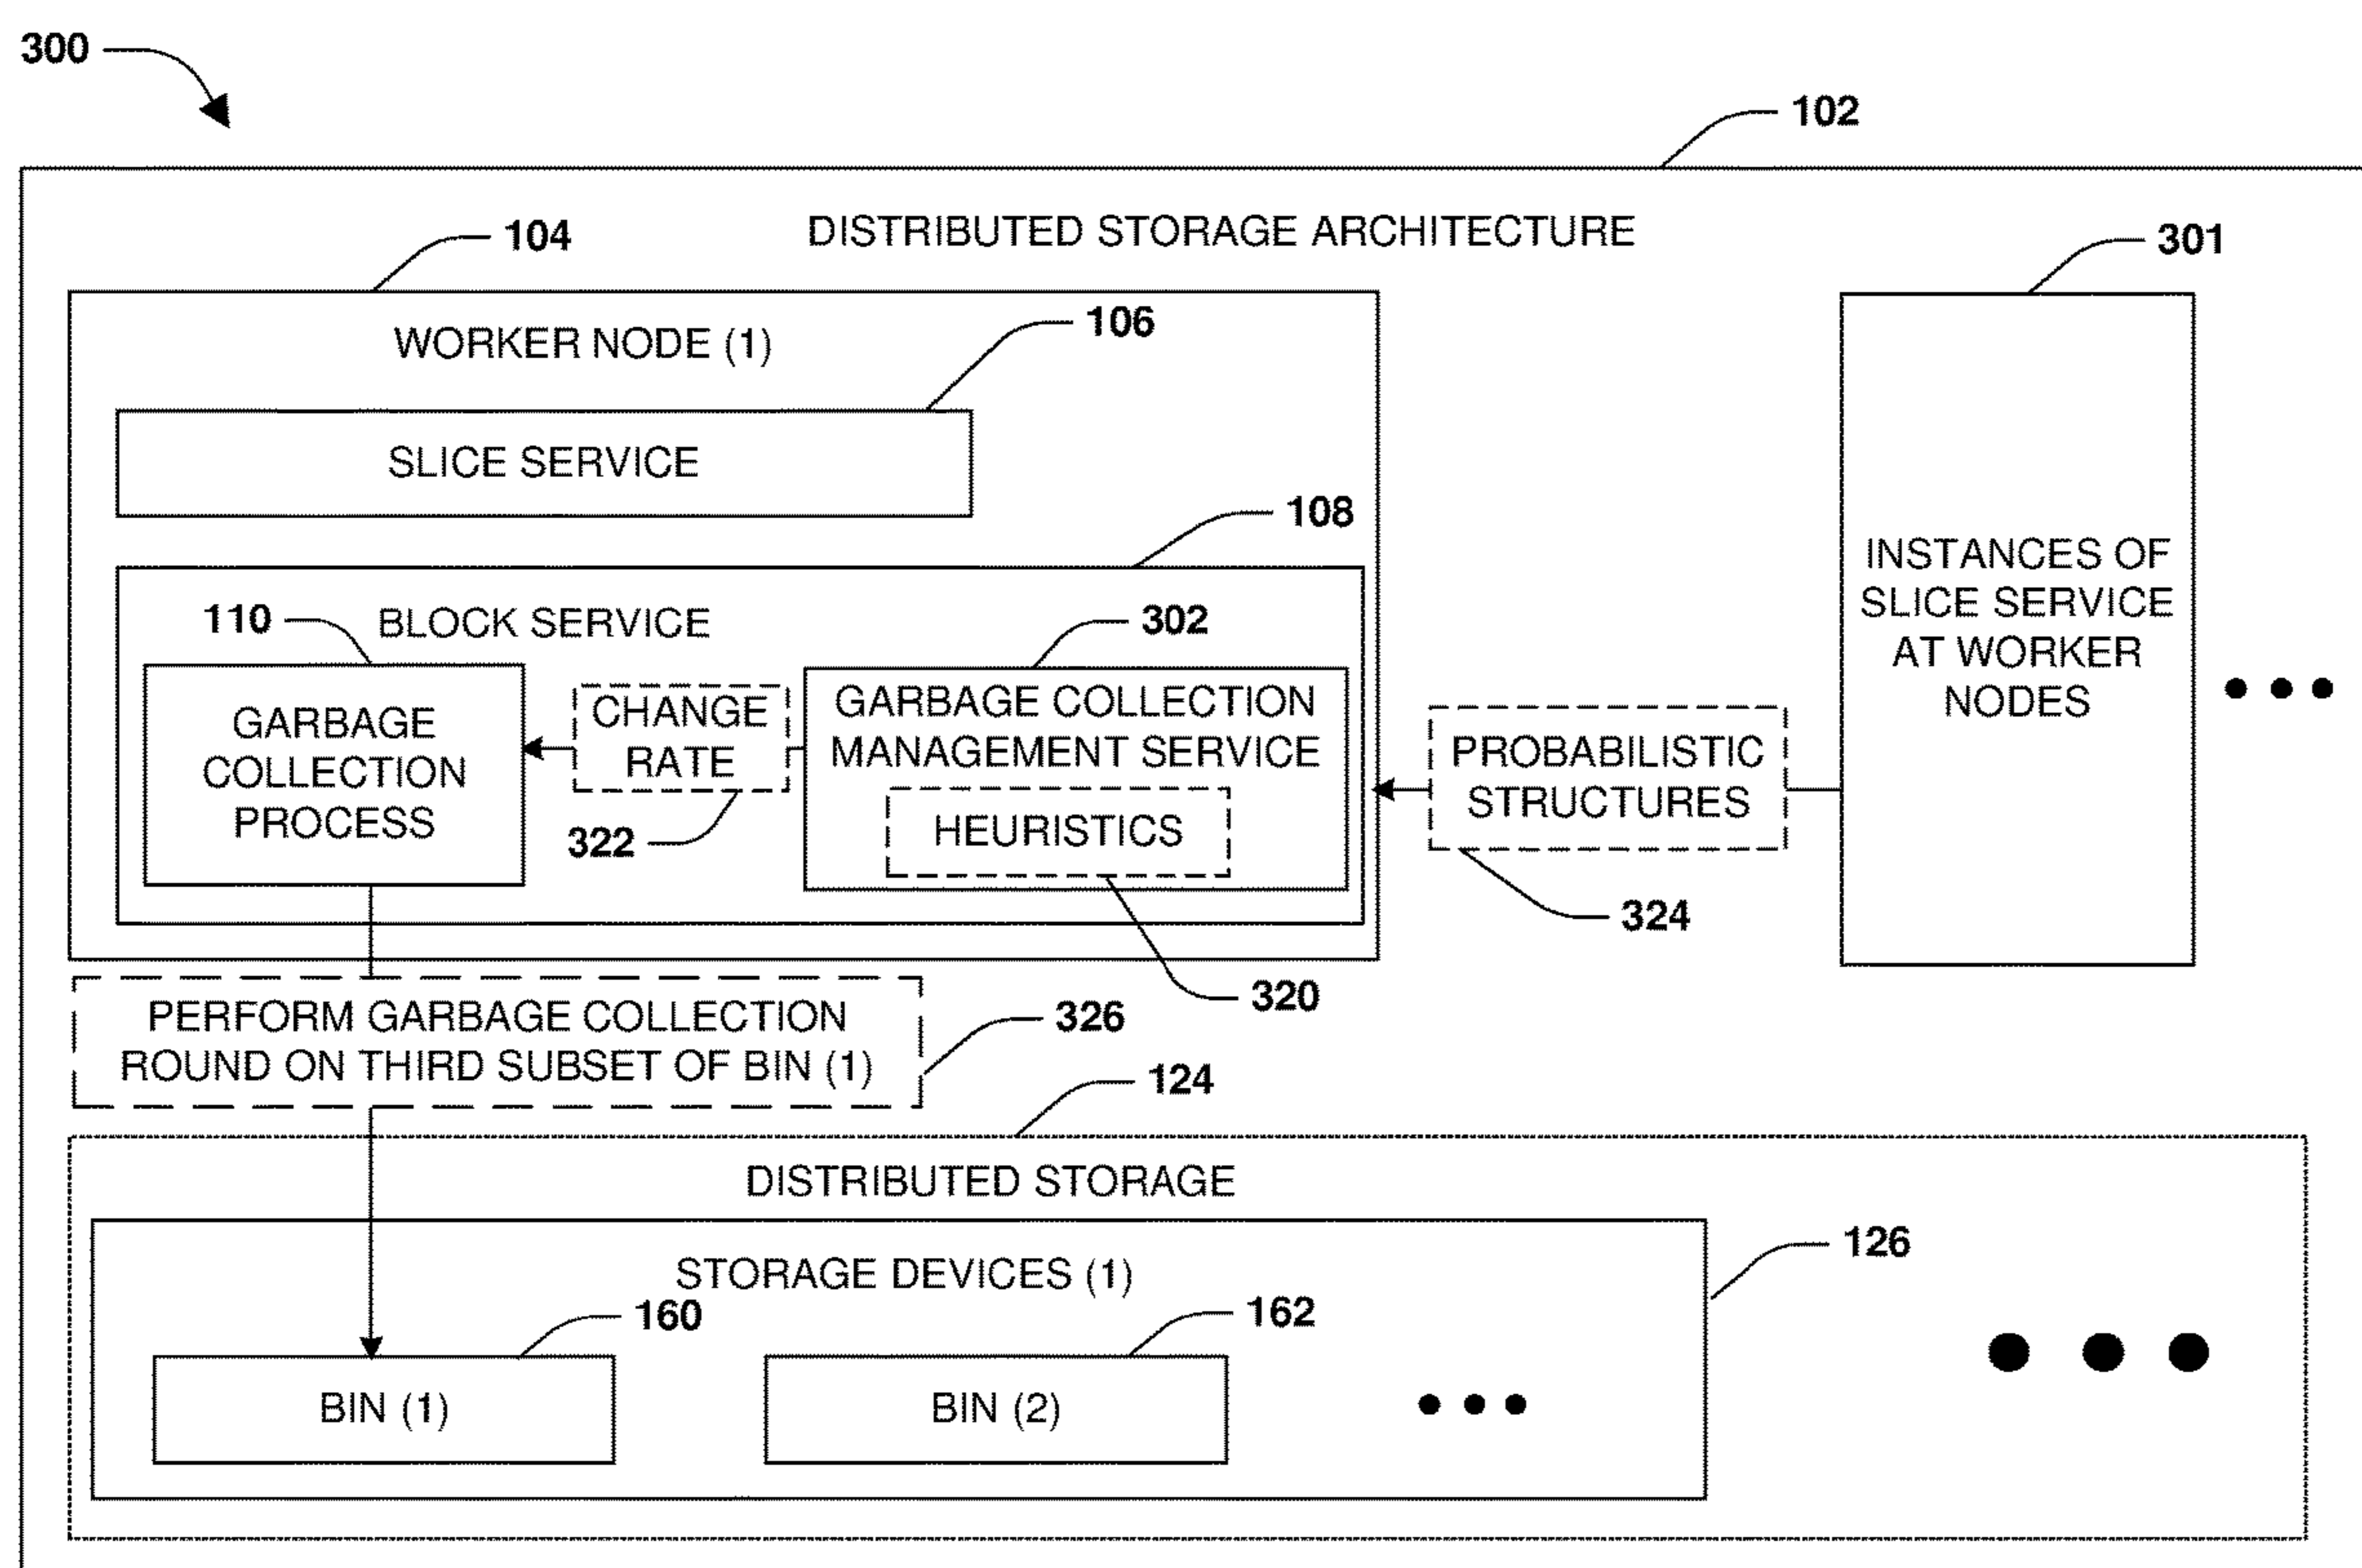 300
102
DISTRIBUTED STORAGE ARCHITECTURE
104
301
WORKER NODE (1)
106
SLICE SERVICE
108
BLOCK SERVICE
110
302
GARBAGE
COLLECTION
PROCESS
CHANGE
RATE
322
GARBAGE COLLECTION
MANAGEMENT SERVICE
HEURISTICS
320
PROBABILISTIC
STRUCTURES
324
INSTANCES OF
SLICE SERVICE
AT WORKER
NODES
PERFORM GARBAGE COLLECTION
ROUND ON THIRD SUBSET OF BIN (1)
326
124
DISTRIBUTED STORAGE
STORAGE DEVICES (1)
126
160
162
BIN (1)
BIN (2)